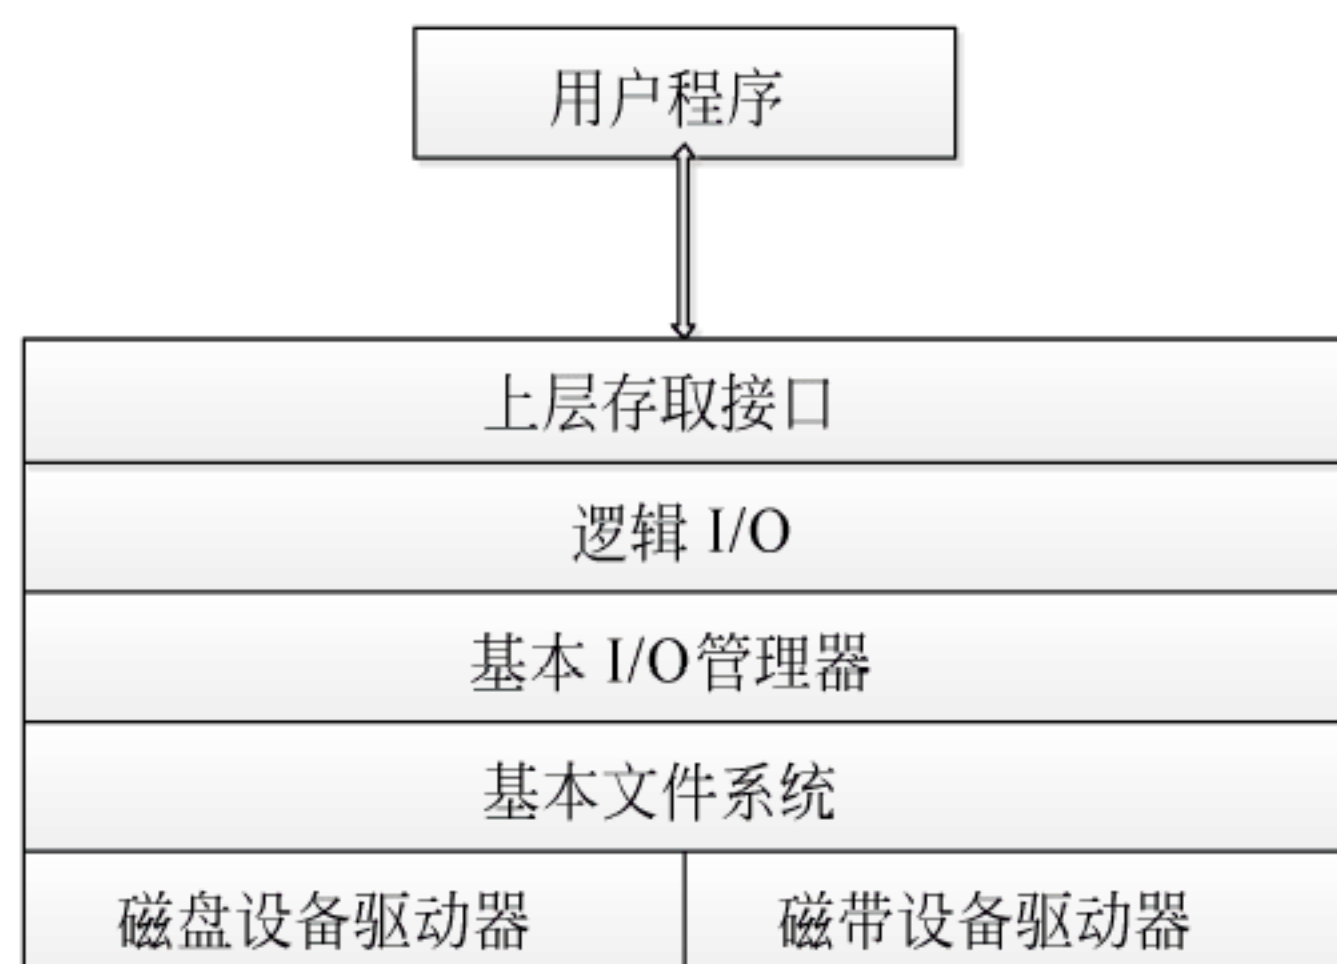 用户程序
上层存取接口
逻辑 I/O
基本 I/O管理器
基本文件系统
磁盘设备驱动器
磁带设备驱动器